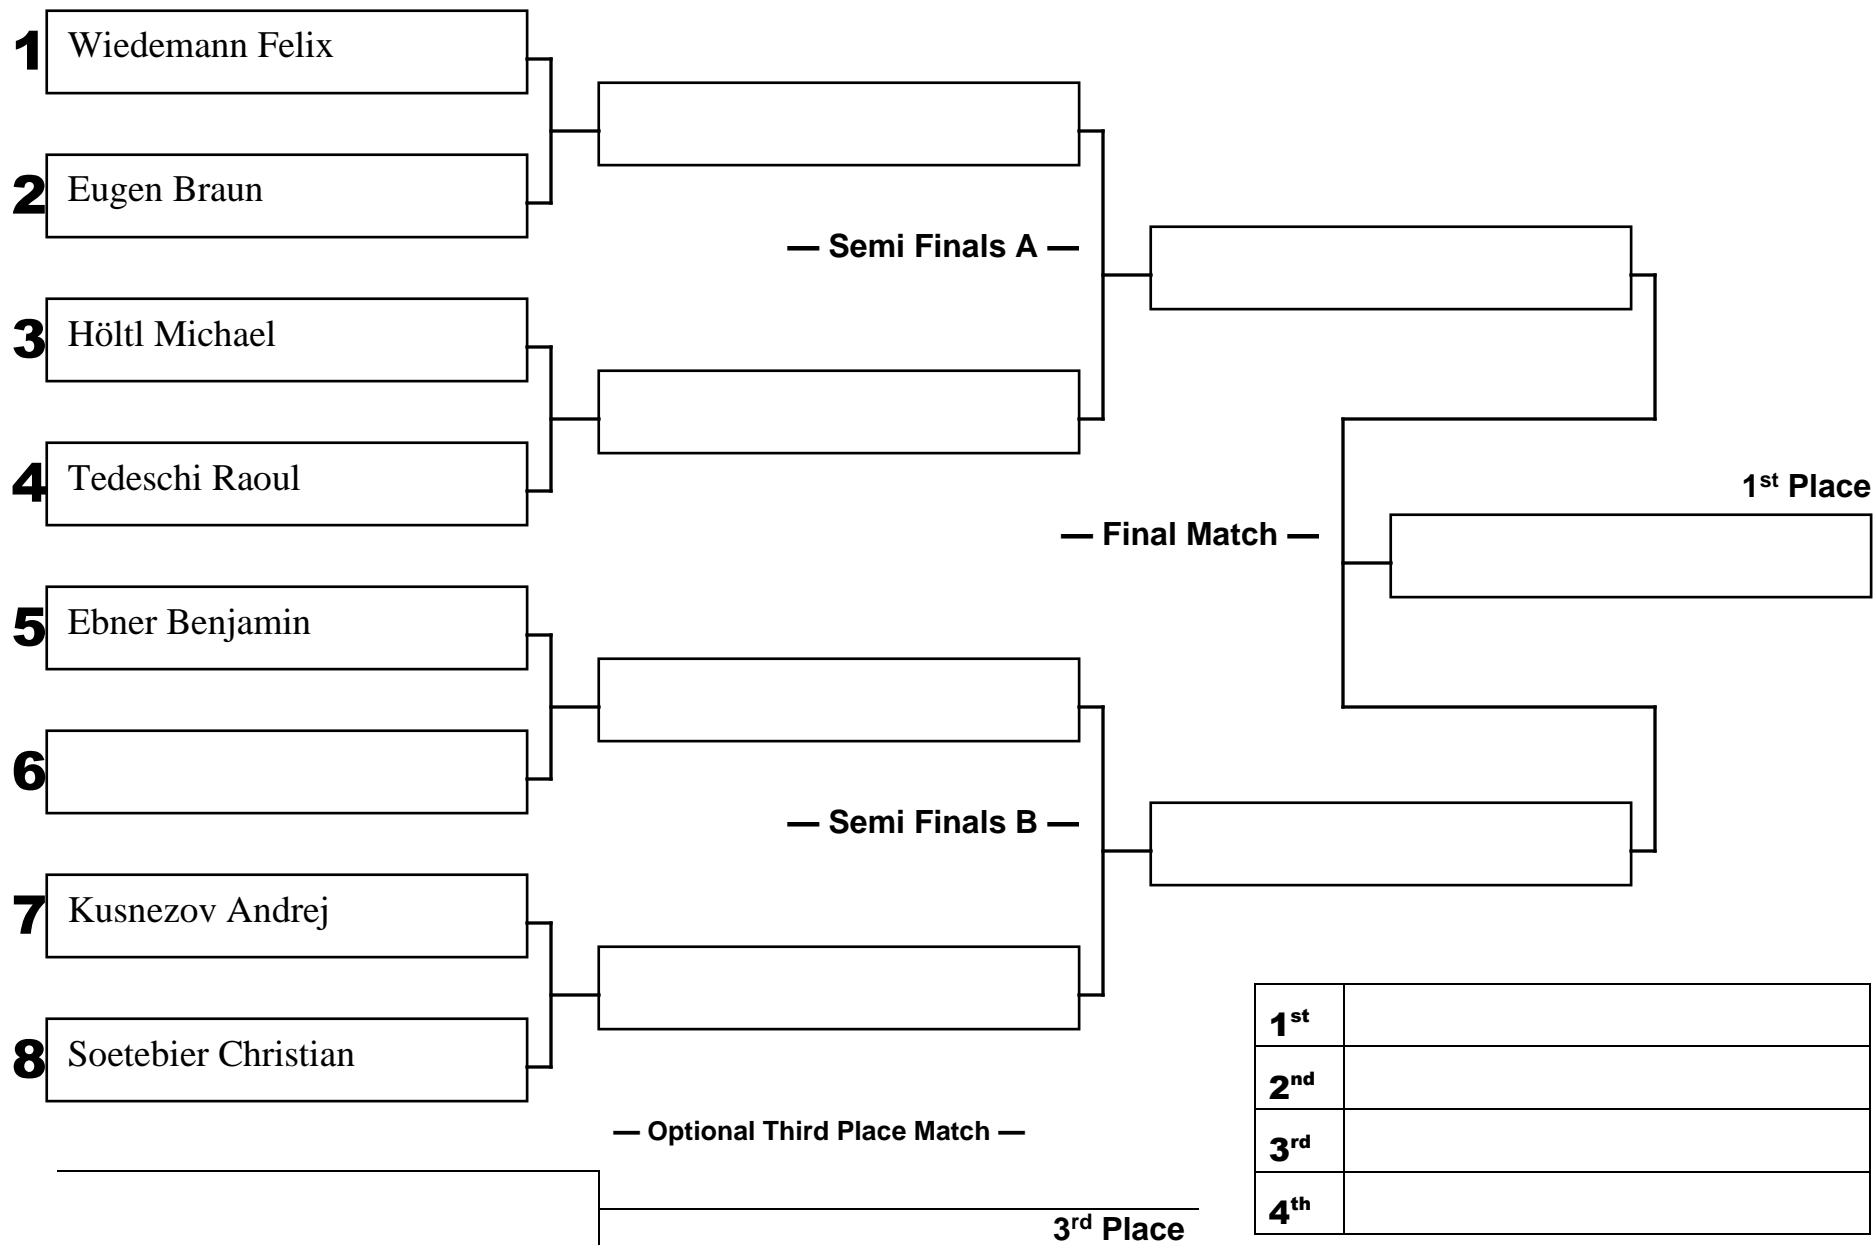 1 Wiedemann Felix
2 Eugen Braun
— Semi Finals A —
3 Höltl Michael
4 Tedeschi Raoul
1st Place
— Final Match —
5 Ebner Benjamin
6
— Semi Finals B —
7 Kusnezov Andrej
8 Soetebier Christian
1st
2nd
3rd
4th
— Optional Third Place Match —
3rd Place